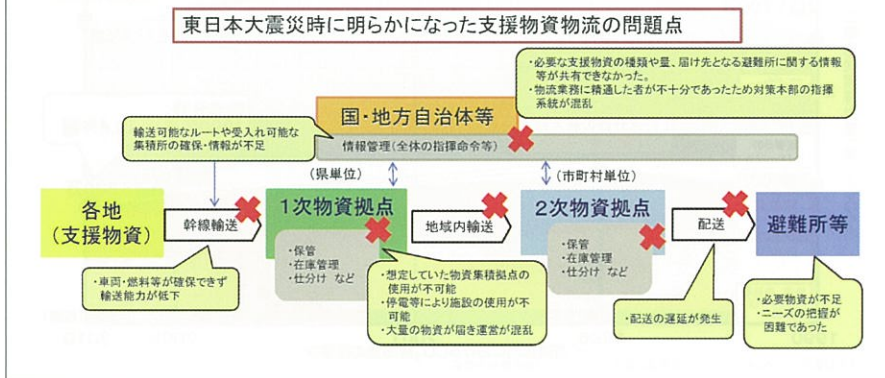 東日本大震災時に明らかになった支援物資物流の問題点
・必要な支援物資の種類や量、届け先となる避難所に関する情報
等が共有できなかった。
・物流業務に精通した者が不十分であったため対策本部の指揮
系統が混乱
国・地方自治体等
情報管理(全体の指揮命令等)
輸送可能なルートや受入れ可能な
集積所の確保・情報が不足
(県単位)
(市町村単位)
各地
(支援物資)
幹線輸送
1次物資拠点
・保管
・在庫管理
・仕分け など
地域内輸送
2次物資拠点
・保管
・在庫管理
・仕分け など
配送
避難所等
・車両・燃料等が確保できず
輸送能力が低下
・想定していた物資集積拠点の
使用が不可能
・停電等により施設の使用が不
可能
・大量の物資が届き運営が混乱
・配送の遅延が発生
・必要物資が不足
・ニーズの把握が
困難であった